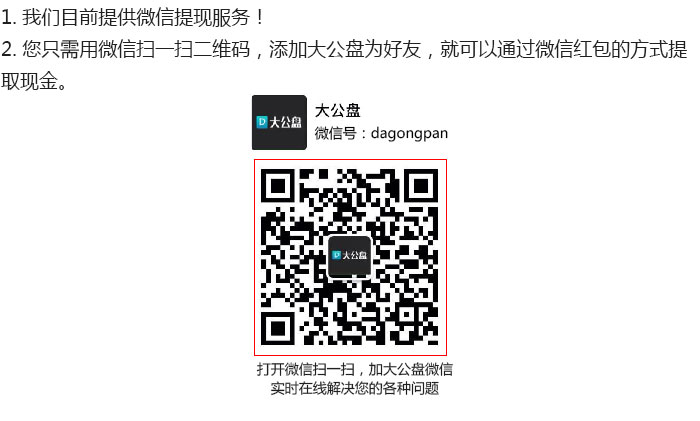 1. 我们目前提供微信提现服务！
2. 您只需用微信扫一扫二维码，添加大公盘为好友，就可以通过微信红包的方式提
取现金。
D 大公盘
大公盘
微信号：dagongpan
D 大公盘
打开微信扫一扫，加大公盘微信
实时在线解决您的各种问题